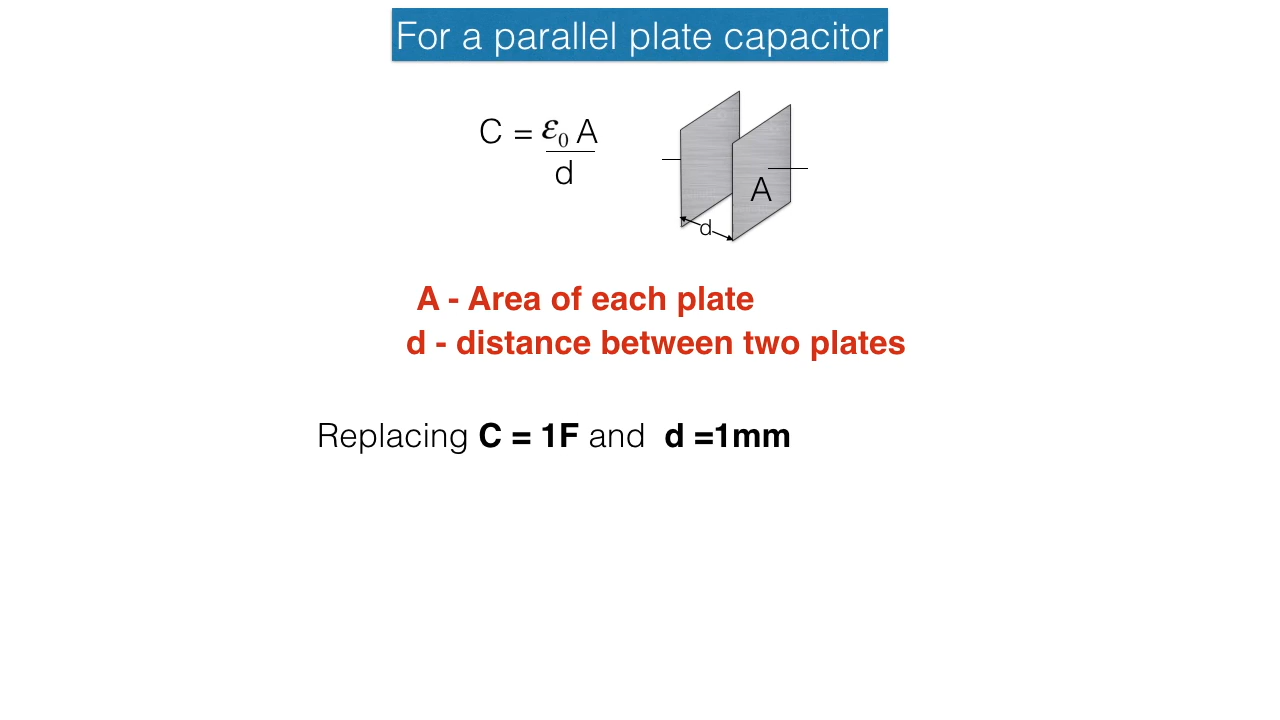 For a parallel plate capacitor
C = ε₀ A
d
A
d
A - Area of each plate
d - distance between two plates
Replacing C = 1F and d =1mm